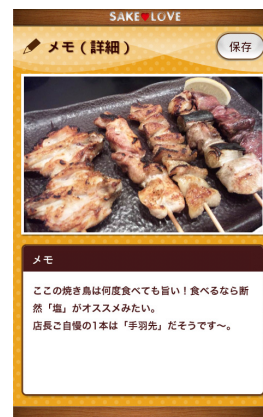 SAKE♥LOVE
メモ(詳細)
保存
メモ
ここの焼き鳥は何度食べても旨い！食べるなら断
然「塩」がオススメみたい。
店長ご自慢の1本は「手羽先」だそうです〜。